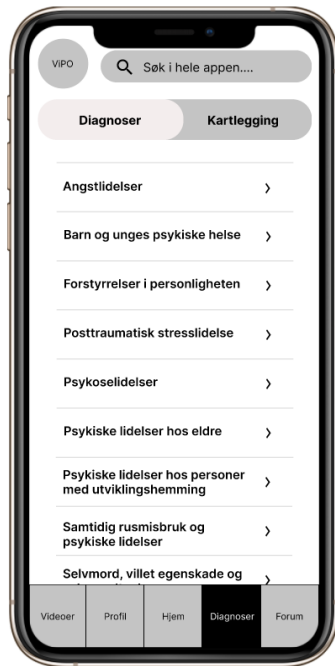 ViPO
Søk i hele appen....
Diagnoser
Kartlegging
Angstlidelser
Barn og unges psykiske helse
Forstyrrelser i personligheten
Posttraumatisk stresslidelse
Psykoselidelser
Psykiske lidelser hos eldre
Psykiske lidelser hos personer
med utviklingshemming
Samtidig rusmisbruk og
psykiske lidelser
Selvmord, villet egenskade og
Videoer
Profil
Hjem
Diagnoser
Forum